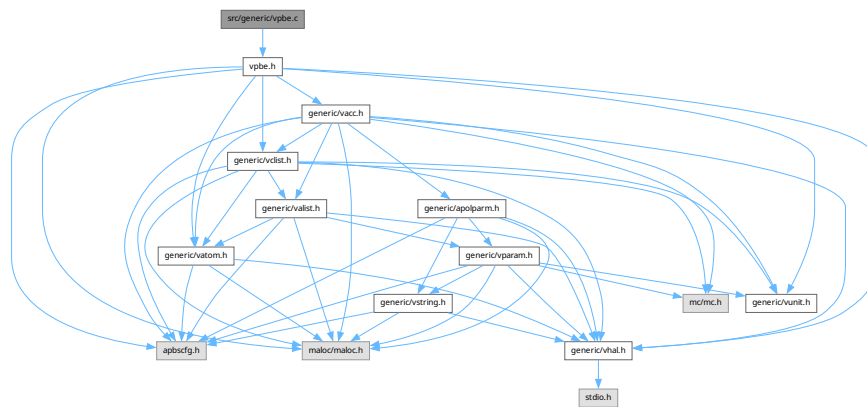 src/generic/vpbe.c
vpbe.h
generic/vacc.h
generic/vclist.h
generic/valist.h
generic/apolparm.h
generic/vatom.h
generic/vparam.h
generic/vstring.h
mc/mc.h
generic/vunit.h
apbscfg.h
maloc/maloc.h
generic/vhal.h
stdio.h